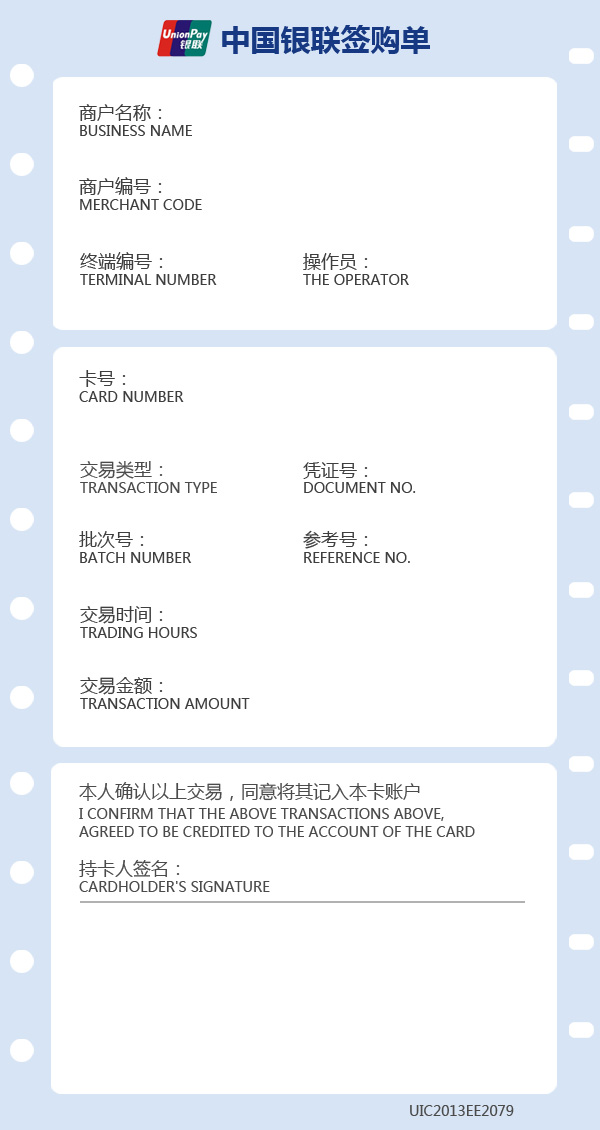 UnionPay 银联 中国银联签购单
商户名称：
BUSINESS NAME
商户编号：
MERCHANT CODE
终端编号： 操作员：
TERMINAL NUMBER THE OPERATOR
卡号：
CARD NUMBER
交易类型： 凭证号：
TRANSACTION TYPE DOCUMENT NO.
批次号： 参考号：
BATCH NUMBER REFERENCE NO.
交易时间：
TRADING HOURS
交易金额：
TRANSACTION AMOUNT
本人确认以上交易，同意将其记入本卡账户
I CONFIRM THAT THE ABOVE TRANSACTIONS ABOVE,
AGREED TO BE CREDITED TO THE ACCOUNT OF THE CARD
持卡人签名：
CARDHOLDER'S SIGNATURE
UIC2013EE2079